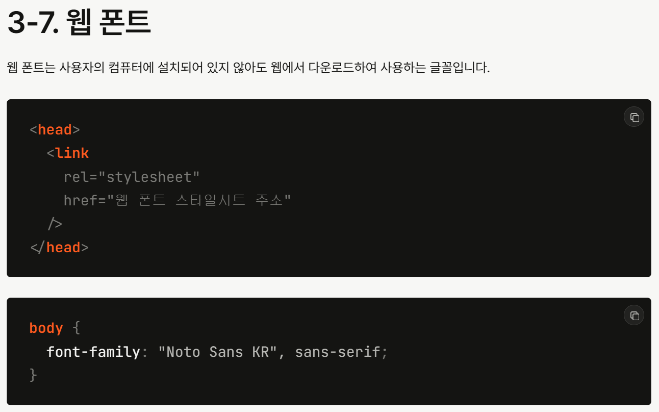 3-7. 웹 폰트
웹 폰트는 사용자의 컴퓨터에 설치되어 있지 않아도 웹에서 다운로드하여 사용하는 글꼴입니다.
<head>
  <link
    rel="stylesheet"
    href="웹 폰트 스타일시트 주소"
  />
</head>
body {
  font-family: "Noto Sans KR", sans-serif;
}